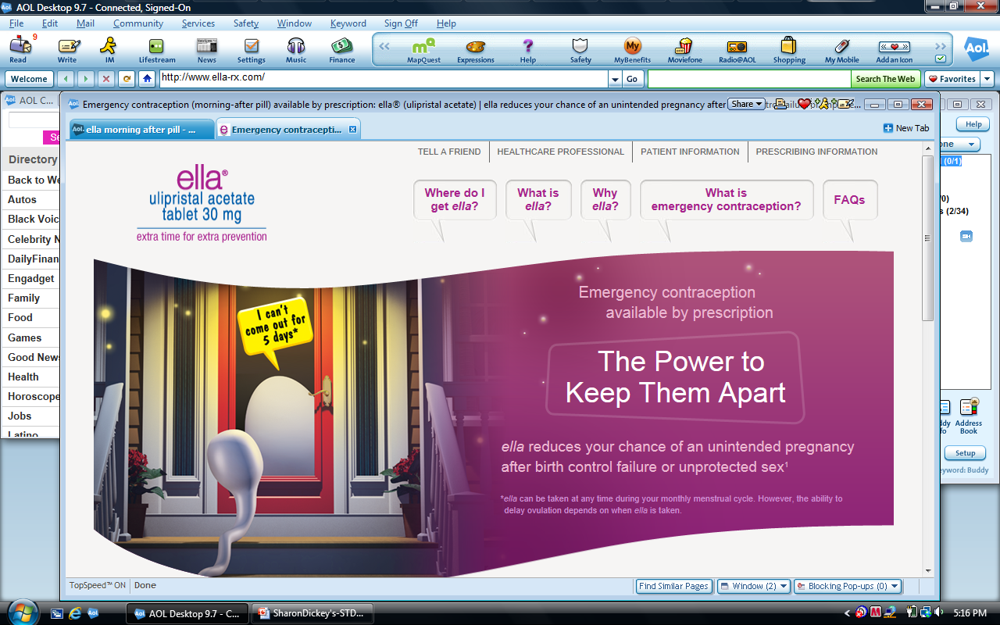 AOL Desktop 9.7 - Connected, Signed-On
File Edit Mail Community Services Safety Window Keyword Sign Off Help
9
Read Write IM Lifestream News Settings Music Finance MapQuest Expressions Help Safety MyBenefits Moviefone Radio@AOL Shopping My Mobile Add an Icon
Aol.
Welcome http://www.ella-rx.com/ Go Search The Web Favorites
AOL C...
Aol. Emergency contraception (morning-after pill) available by prescription: ella® (ulipristal acetate) | ella reduces your chance of an unintended pregnancy after Share
Aol. ella morning after pill - ...
Emergency contracepti...
New Tab
Help
Se
Directory
Back to We
Autos
Black Voic
Celebrity N
DailyFinan
Engadget
Family
Food
Games
Good News
Health
Horoscope
Jobs
Latino
TELL A FRIEND HEALTHCARE PROFESSIONAL PATIENT INFORMATION PRESCRIBING INFORMATION
ella®
ulipristal acetate
tablet 30 mg
extra time for extra prevention
Where do I
get ella?
What is
ella?
Why
ella?
What is
emergency contraception?
FAQs
I can't
come out for
5 days*
Emergency contraception
available by prescription
The Power to
Keep Them Apart
ella reduces your chance of an unintended pregnancy
after birth control failure or unprotected sex¹
*ella can be taken at any time during your monthly menstrual cycle. However, the ability to
delay ovulation depends on when ella is taken.
one
(0/1)
/0)
s (2/34)
ddy
fo
Address
Book
Setup
eyword: Buddy
TopSpeed™ ON Done Find Similar Pages Window (2) Blocking Pop-ups (0)
AOL Desktop 9.7 - C... SharonDickey's-STD... 5:16 PM